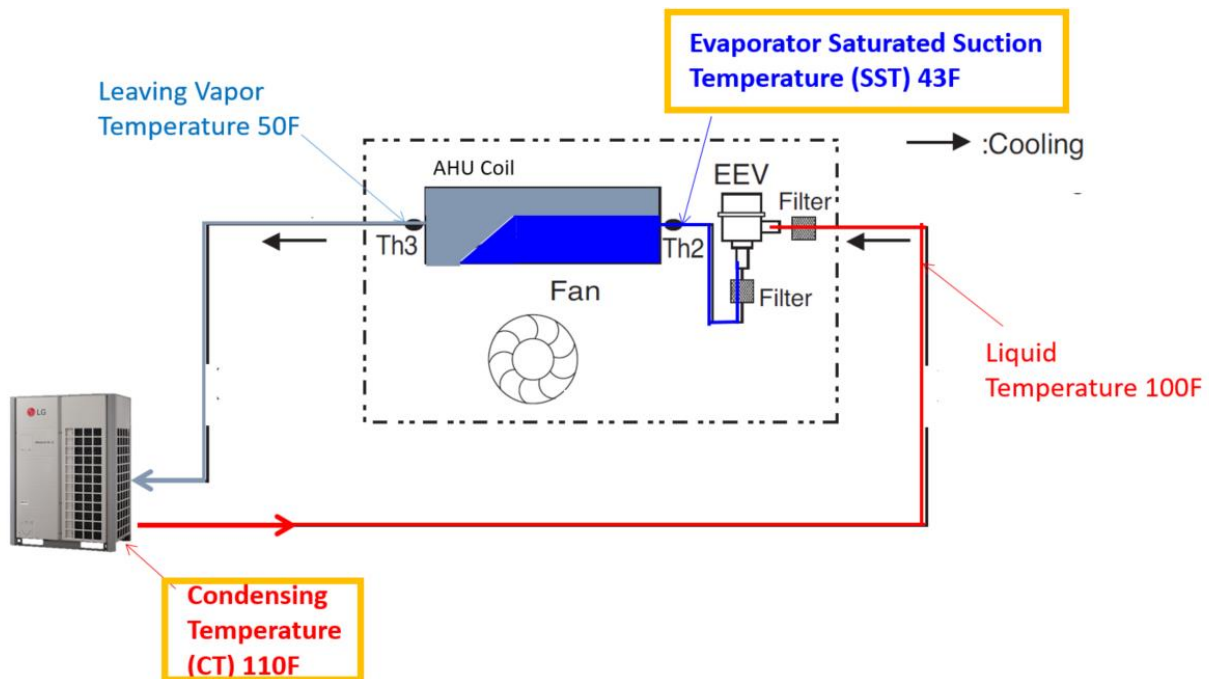 Evaporator Saturated Suction
Temperature (SST) 43F
Leaving Vapor
Temperature 50F
:Cooling
AHU Coil
EEV
Filter
Th3
Th2
Fan
Filter
Liquid
Temperature 100F
LG
Condensing
Temperature
(CT) 110F